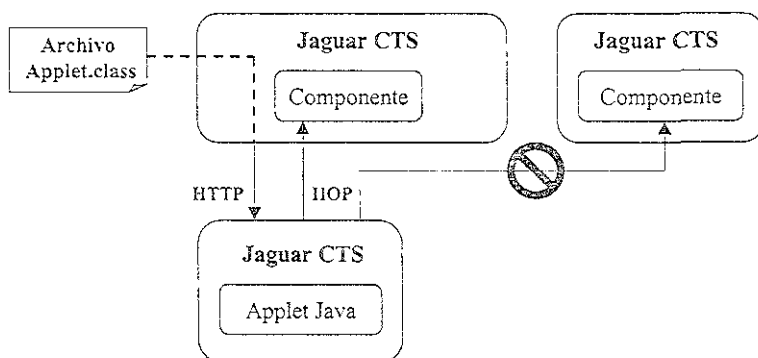 Archivo
Applet.class
Jaguar CTS
Componente
Jaguar CTS
Componente
HTTP
IIOP
Jaguar CTS
Applet Java